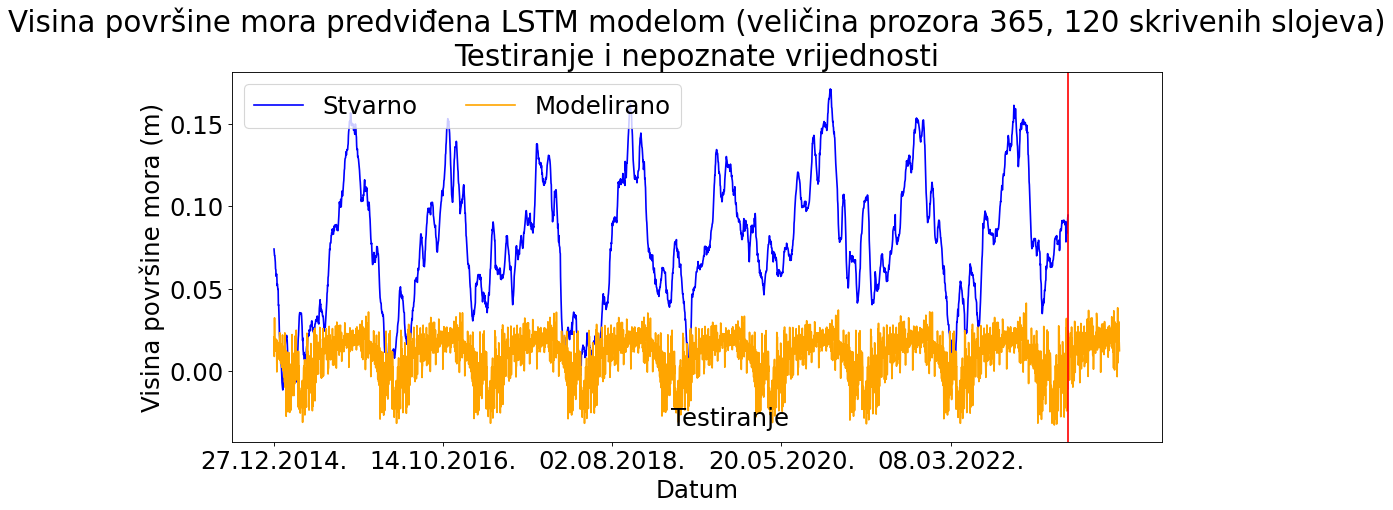 Visina površine mora predviđena LSTM modelom (veličina prozora 365, 120 skrivenih slojeva)
Testiranje i nepoznate vrijednosti
Stvarno Modelirano
Visina površine mora (m)
0.15
0.10
0.05
0.00
Testiranje
27.12.2014. 14.10.2016. 02.08.2018. 20.05.2020. 08.03.2022.
Datum